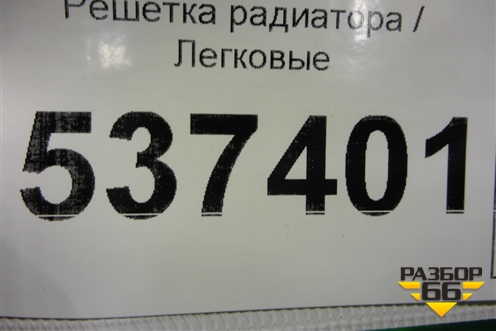 Решетка радиатора /
Легковые
537401
РАЗБОР
66